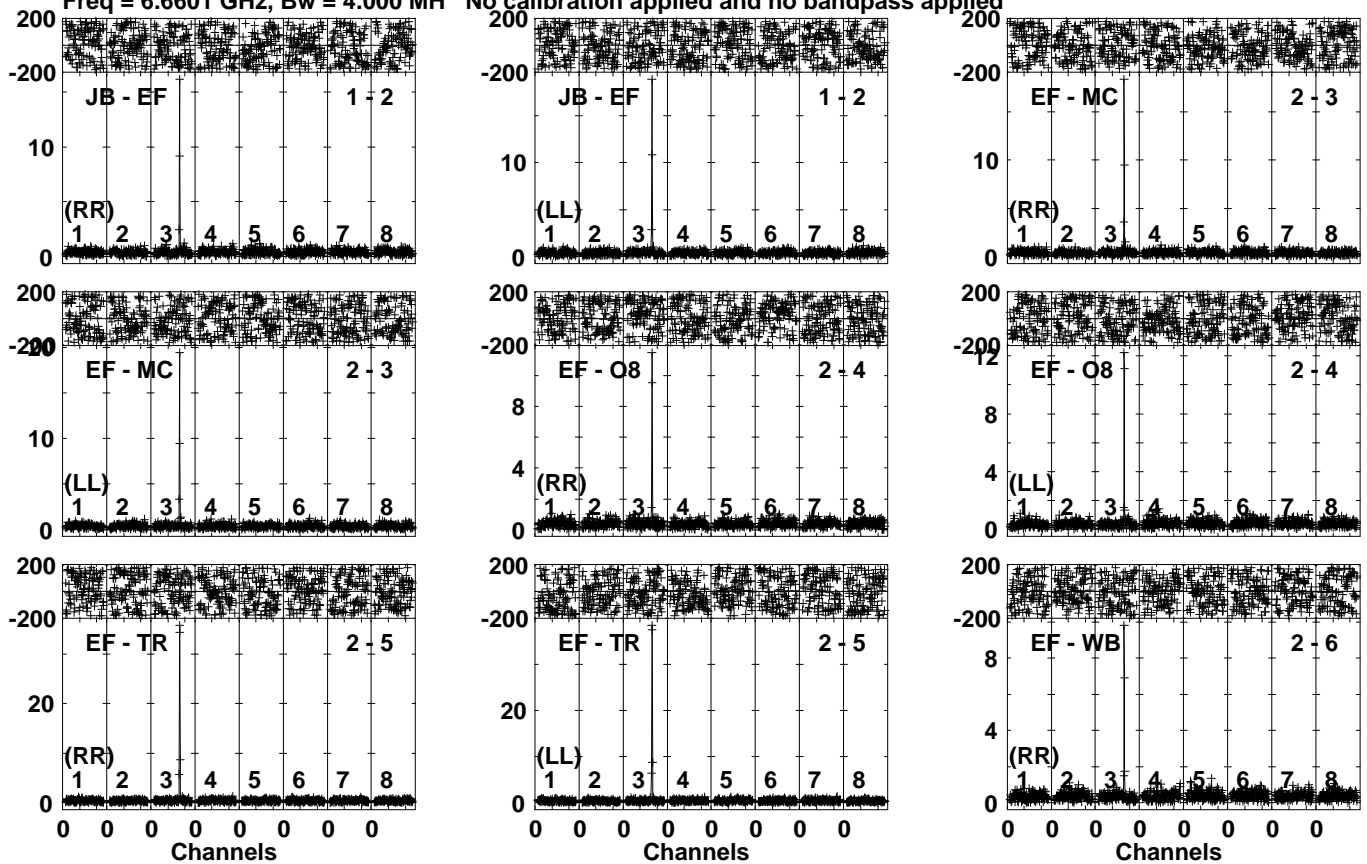 Freq = 6.6601 GHz, Bw = 4.000 MH No calibration applied and no bandpass applied
200 200 200
-200 -200 -200
JB - EF 1 - 2 JB - EF 1 - 2 EF - MC 2 - 3
10 10 10
(RR) (LL) (RR)
1 2 3 4 5 6 7 8 1 2 3 4 5 6 7 8 1 2 3 4 5 6 7 8
0 0 0
200 200 200
-200 -200 -200
20 12
EF - MC 2 - 3 EF - O8 2 - 4 EF - O8 2 - 4
8 8
10
4 4
(LL) (RR) (LL)
1 2 3 4 5 6 7 8 1 2 3 4 5 6 7 8 1 2 3 4 5 6 7 8
0 0 0
200 200 200
-200 -200 -200
EF - TR 2 - 5 EF - TR 2 - 5 EF - WB 2 - 6
8
20 20 4
(RR) (LL) (RR)
1 2 3 4 5 6 7 8 1 2 3 4 5 6 7 8 1 2 3 4 5 6 7 8
0 0 0
0 0 0 0 0 0 0 0 0 0 0 0 0 0 0 0 0 0 0 0 0 0 0 0
Channels Channels Channels